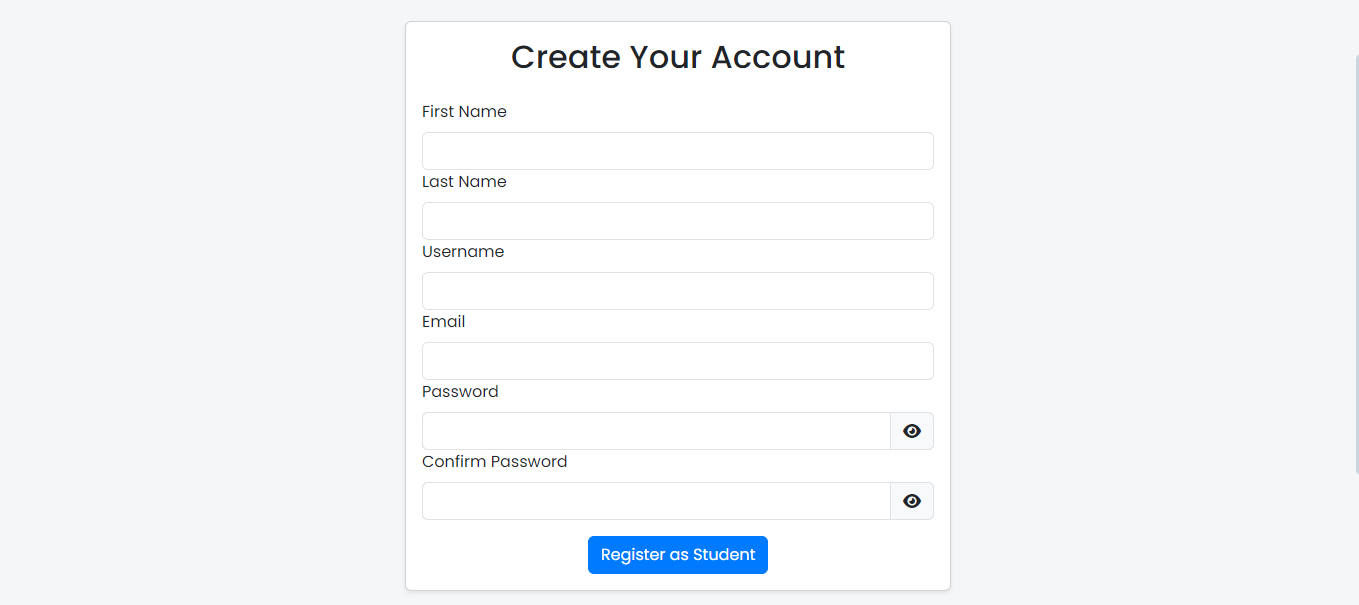 Create Your Account
First Name
Last Name
Username
Email
Password
Confirm Password
Register as Student